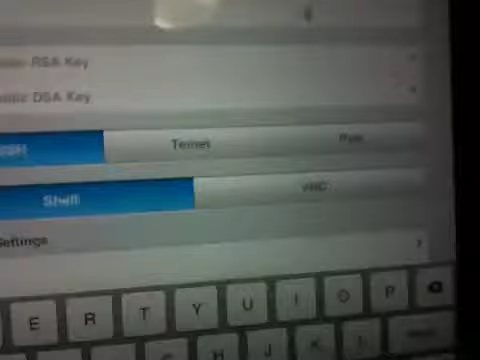 RSA Key
DSA Key
SSH Telnet Raw
Shell VNC
Settings
E R T Y U I O P
H J K L